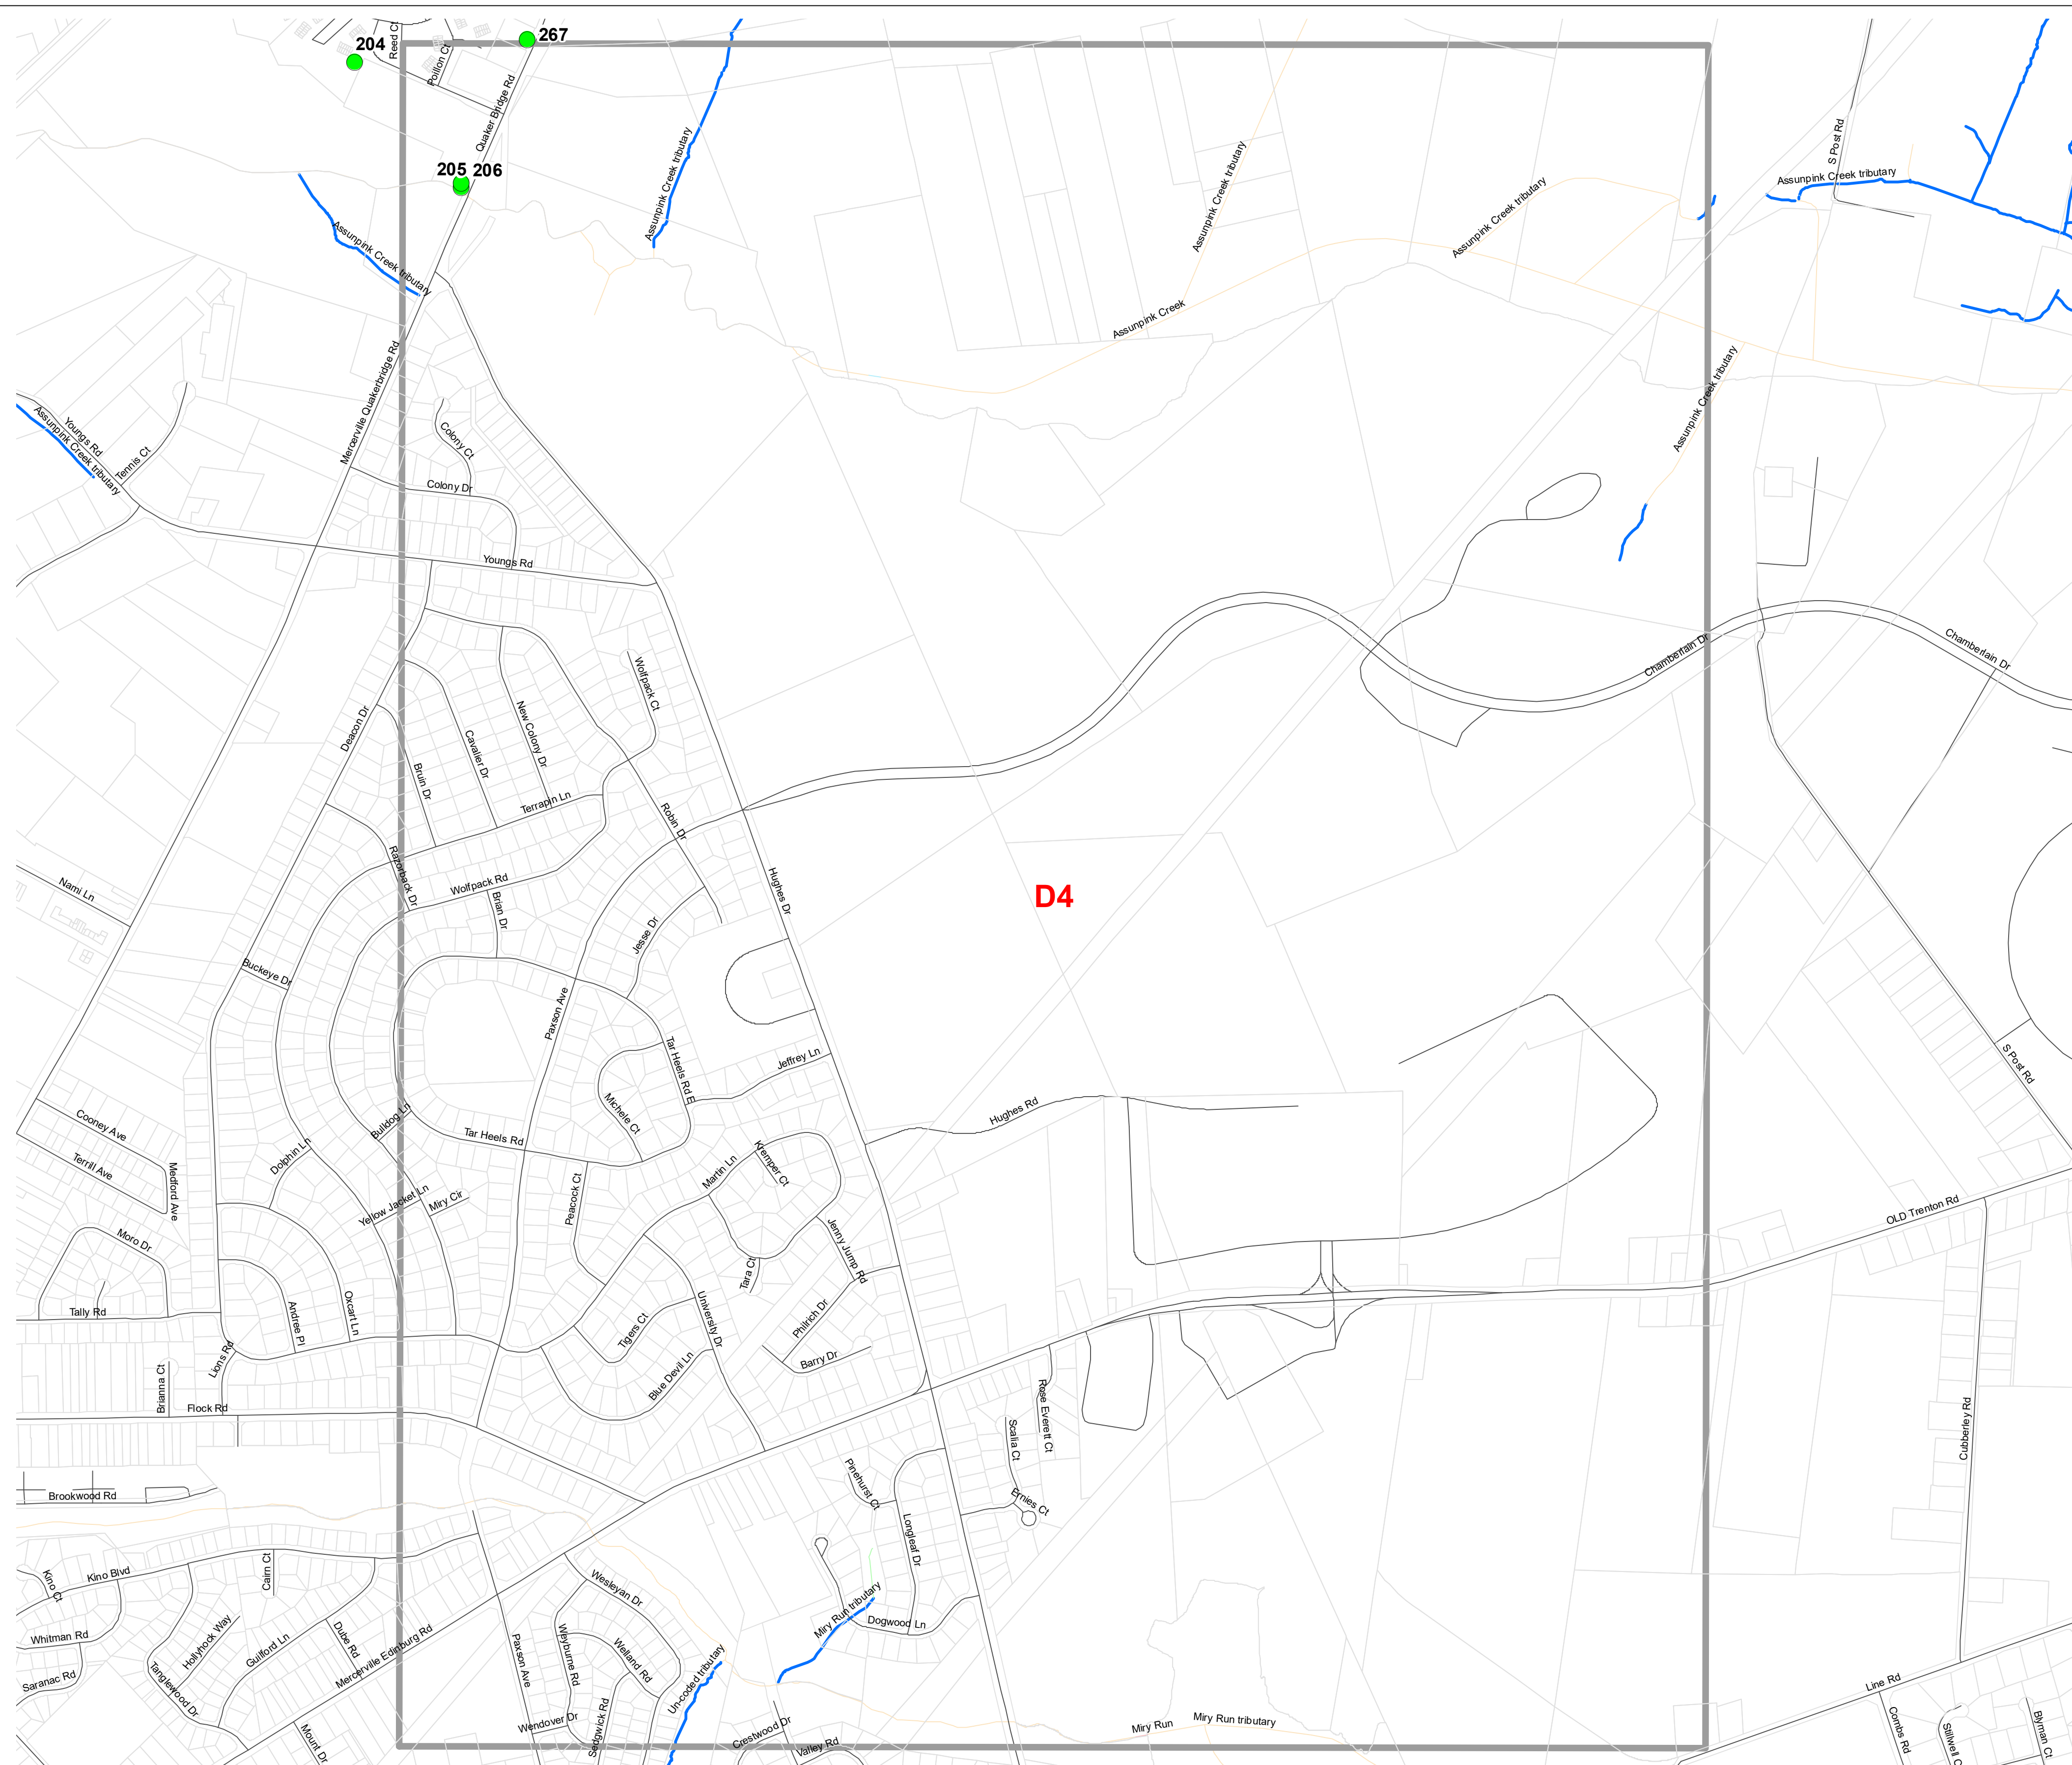 204
Reed Ct
Poillon Ct
267
Quaker Bridge Rd
205
206
Assunpink Creek tributary
Assunpink Creek tributary
Assunpink Creek tributary
Assunpink Creek tributary
S Post Rd
Assunpink Creek tributary
Assunpink Creek
Assunpink Creek tributary
Mercerville Quakerbridge Rd
Youngs Rd
Assunpink Creek tributary
Tennis Ct
Colony Ct
Colony Dr
Youngs Rd
Wolfpack Ct
Deacon Dr
New Colony Dr
Cavalier Dr
Bruin Dr
Terrapin Ln
Robin Dr
Chamberlain Dr
Chamberlain Dr
Razorback Dr
Wolfpack Rd
Brian Dr
Hughes Dr
D4
Nami Ln
Jesse Dr
Buckeye Dr
Paxson Ave
Tar Heels Rd E
Jeffrey Ln
S Post Rd
Michele Ct
Hughes Rd
Cooney Ave
Bulldog Ln
Tar Heels Rd
Terrill Ave
Medford Ave
Dolphin Ln
Martin Ln
Kremper Ct
Peacock Ct
Yellow Jacket Ln
Miry Cir
OLD Trenton Rd
Moro Dr
Jenny Jump Rd
Tara Ct
Tally Rd
Andree Pl
Oxcart Ln
University Dr
Philrich Dr
Tigers Ct
Lions Rd
Barry Dr
Blue Devil Ln
Brianna Ct
Flock Rd
Rose Everett Ct
Scalia Ct
Cubberley Rd
Pinehurst Ct
Ernies Ct
Brookwood Rd
Longleaf Dr
Kino Ct
Kino Blvd
Cairn Ct
Wesleyan Dr
Miry Run tributary
Dogwood Ln
Whitman Rd
Hollyhock Way
Guilford Ln
Dube Rd
Mercerville Edinburg Rd
Paxson Ave
Weyburne Rd
Welland Rd
Un-coded tributary
Saranac Rd
Tanglewood Dr
Line Rd
Wendover Dr
Sedgwick Rd
Crestwood Dr
Valley Rd
Miry Run
Miry Run tributary
Mount Dr
Combs Rd
Stillwell C
Blyman Ct